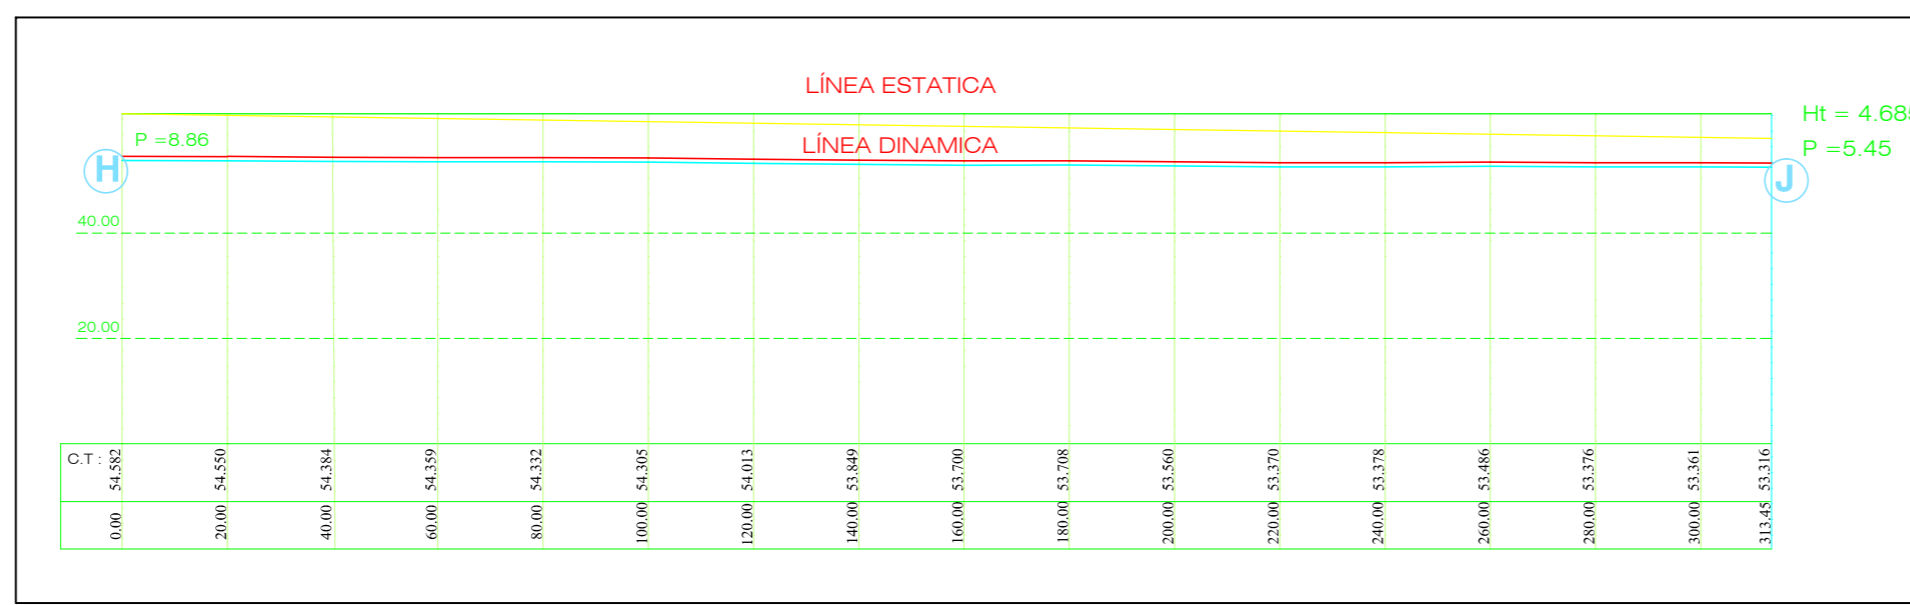 LÍNEA ESTATICA
Ht = 4.685
P =8.86
LÍNEA DINAMICA
P =5.45
H
J
40.00
20.00
C.T : 54.582 54.550 54.384 54.359 54.332 54.305 54.013 53.849 53.700 53.708 53.560 53.370 53.378 53.486 53.376 53.361 53.316
0.00 20.00 40.00 60.00 80.00 100.00 120.00 140.00 160.00 180.00 200.00 220.00 240.00 260.00 280.00 300.00 313.45